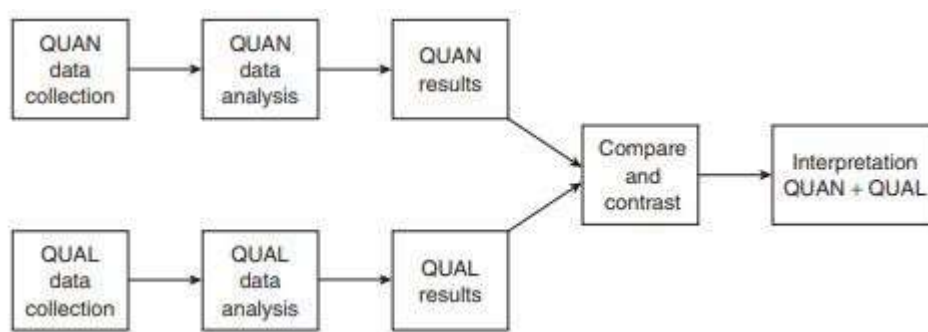 QUAN
data
collection
QUAN
data
analysis
QUAN
results
Compare
and
contrast
Interpretation
QUAN + QUAL
QUAL
data
collection
QUAL
data
analysis
QUAL
results